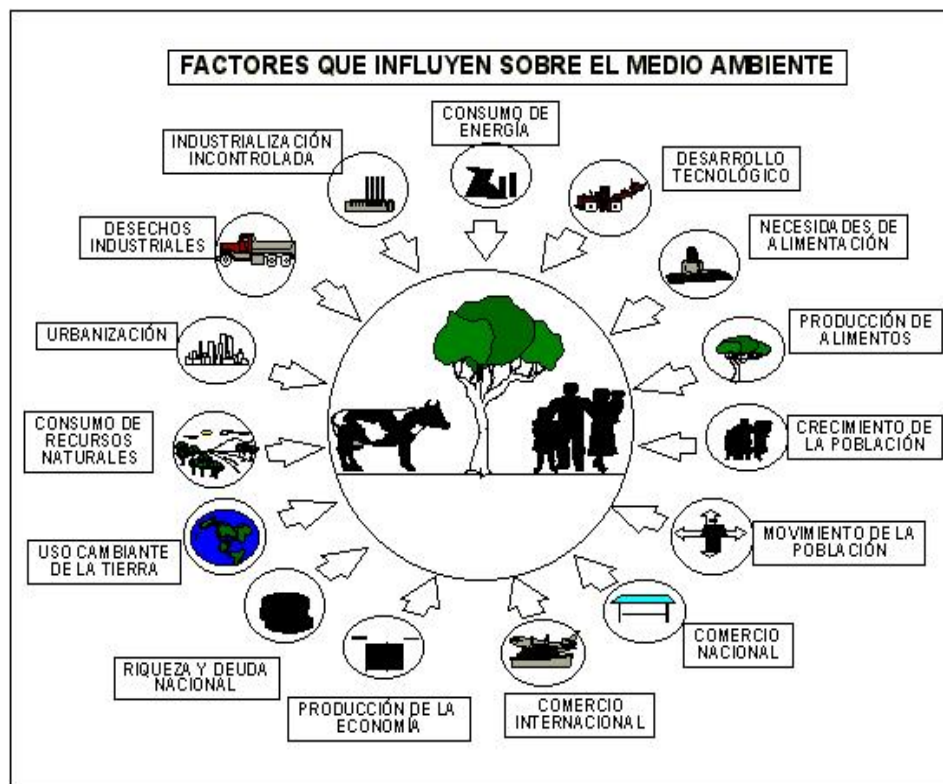 FACTORES QUE INFLUYEN SOBRE EL MEDIO AMBIENTE
CONSUMO DE
ENERGÍA
INDUSTRIALIZACIÓN
INCONTROLADA
DESARROLLO
TECNOLÓGICO
DESECHOS
INDUSTRIALES
NECESIDADES DE
ALIMENTACIÓN
URBANIZACIÓN
PRODUCCIÓN DE
ALIMENTOS
CONSUMO DE
RECURSOS
NATURALES
CRECIMIENTO DE
LA POBLACIÓN
USO CAMBIANTE
DE LA TIERRA
MOVIMIENTO DE LA
POBLACIÓN
RIQUEZA Y DEUDA
NACIONAL
COMERCIO
NACIONAL
PRODUCCIÓN DE LA
ECONOMÍA
COMERCIO
INTERNACIONAL